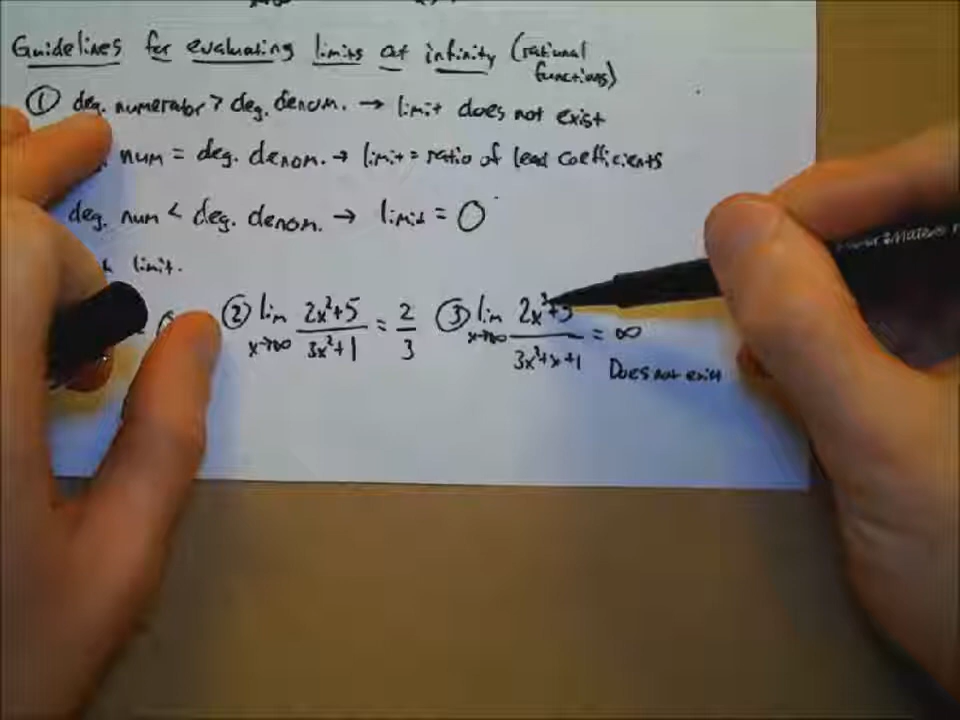 Guidelines for evaluating limits at infinity (rational functions)
① deg. numerator > deg. denom. → limit does not exist
num = deg. denom. → limit = ratio of lead coefficients
deg. num < deg. denom. → limit = 0
limit.
② lim x→∞ (2x²+5)/(3x²+1) = 2/3 ③ lim x→∞ (2x³+5)/(3x²+x+1) = ∞
Does not exist